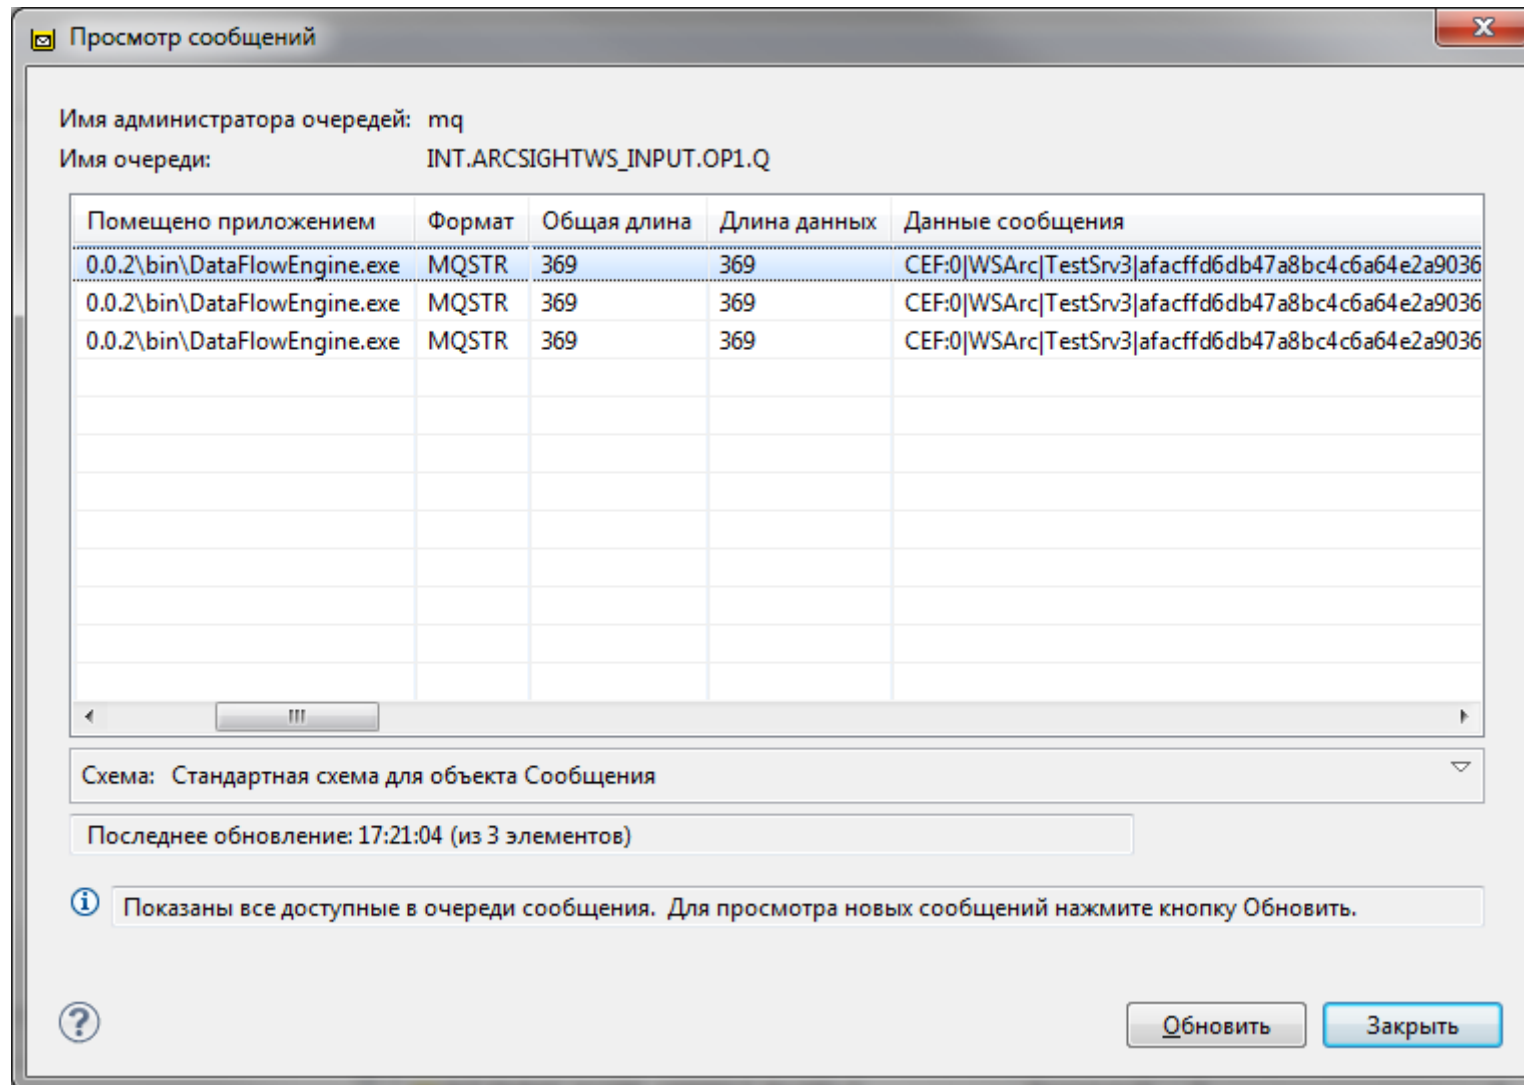 Просмотр сообщений
Имя администратора очередей: mq
Имя очереди: INT.ARCSIGHTWS_INPUT.OP1.Q
Помещено приложением Формат Общая длина Длина данных Данные сообщения
0.0.2\bin\DataFlowEngine.exe MQSTR 369 369 CEF:0|WSArc|TestSrv3|afacffd6db47a8bc4c6a64e2a9036
0.0.2\bin\DataFlowEngine.exe MQSTR 369 369 CEF:0|WSArc|TestSrv3|afacffd6db47a8bc4c6a64e2a9036
0.0.2\bin\DataFlowEngine.exe MQSTR 369 369 CEF:0|WSArc|TestSrv3|afacffd6db47a8bc4c6a64e2a9036
Схема: Стандартная схема для объекта Сообщения
Последнее обновление: 17:21:04 (из 3 элементов)
Показаны все доступные в очереди сообщения. Для просмотра новых сообщений нажмите кнопку Обновить.
Обновить Закрыть